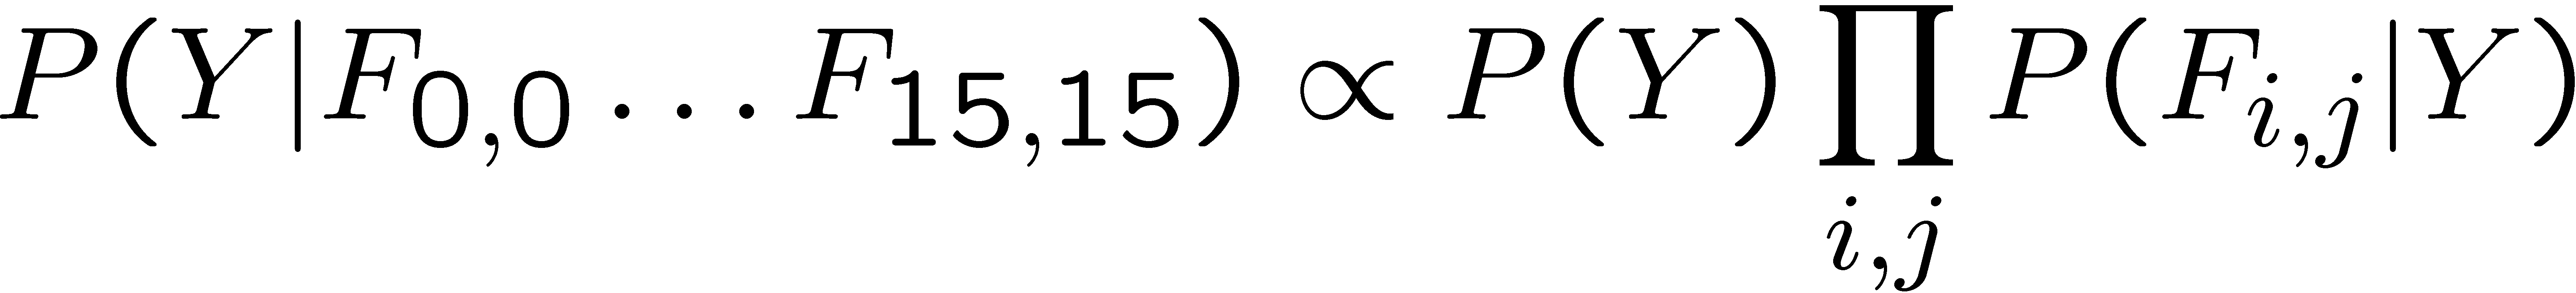 P(Y|F_{0,0} ... F_{15,15}) ∝ P(Y) ∏_{i,j} P(F_{i,j}|Y)